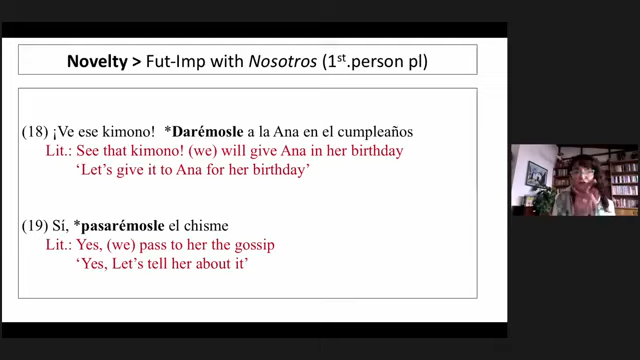 Novelty > Fut-Imp with Nosotros (1st.person pl)
(18) ¡Ve ese kimono! *Darémosle a la Ana en el cumpleaños
Lit.: See that kimono! (we) will give Ana in her birthday
‘Let's give it to Ana for her birthday’
(19) Sí, *pasarémosle el chisme
Lit.: Yes, (we) pass to her the gossip
‘Yes, Let's tell her about it’